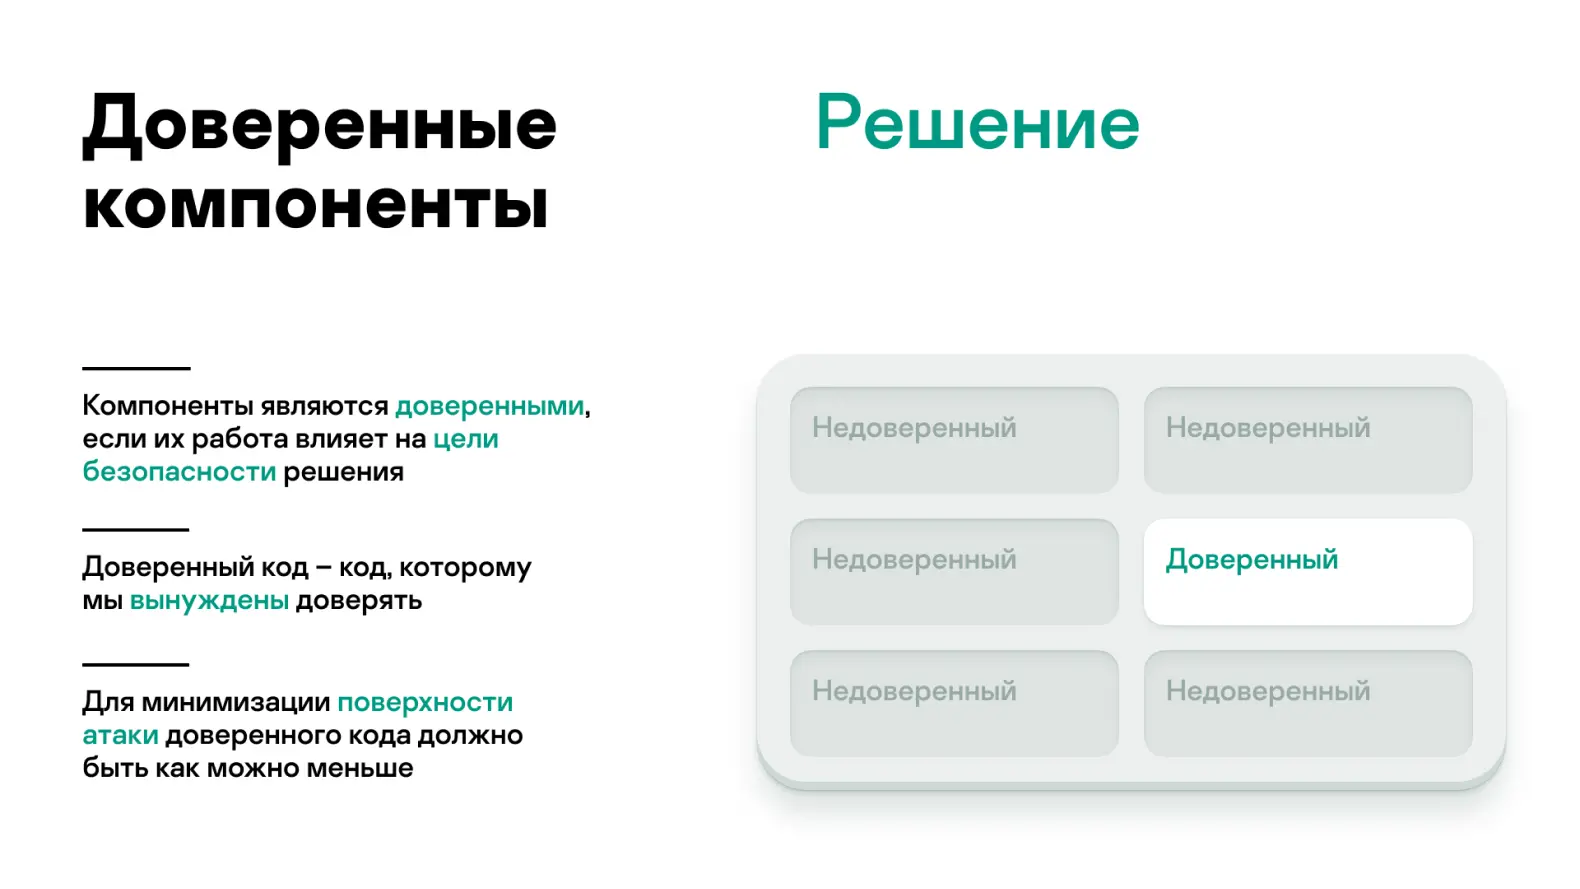 Доверенные
компоненты
Компоненты являются доверенными,
если их работа влияет на цели
безопасности решения
Доверенный код – код, которому
мы вынуждены доверять
Для минимизации поверхности
атаки доверенного кода должно
быть как можно меньше
Решение
Недоверенный
Недоверенный
Недоверенный
Доверенный
Недоверенный
Недоверенный